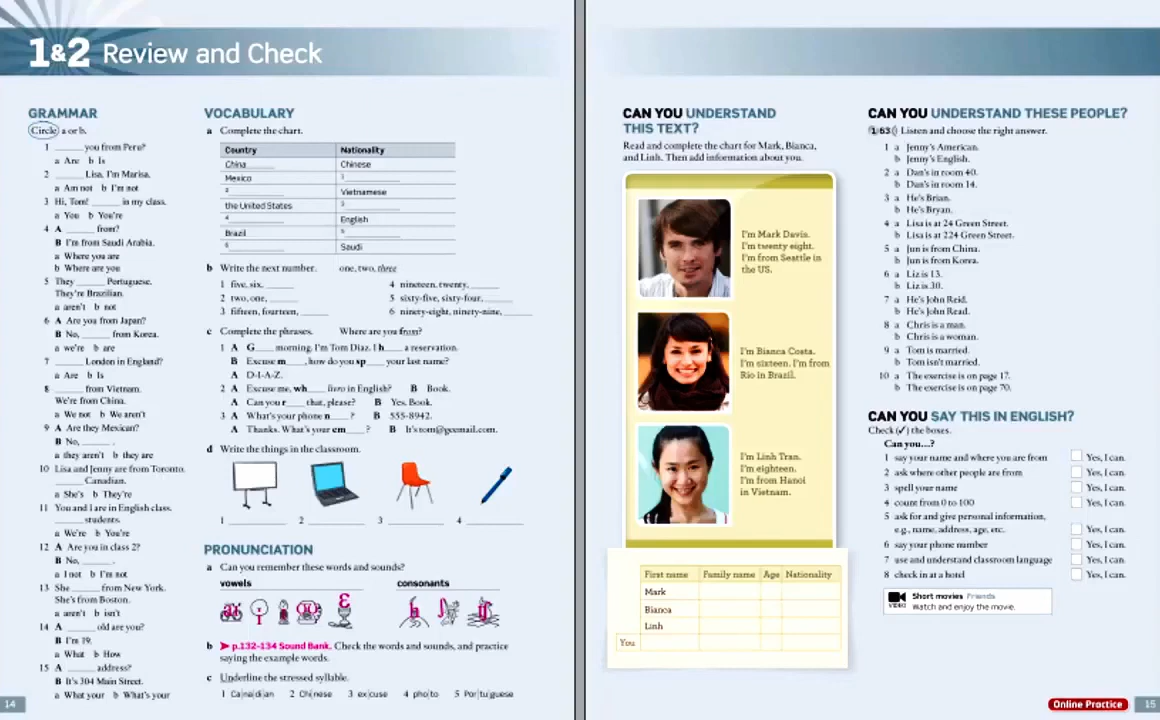 1&2 Review and Check
GRAMMAR
Circle a or b.
1 ______ you from Peru?
a Are b Is
2 ______ Lisa, I'm Marisa.
a Am not b I'm not
3 Hi, Tom! ______ in my class.
a You b You're
4 A ______ from?
B I'm from Saudi Arabia.
a Where you are
b Where are you
5 They ______ Portuguese.
They're Brazilian.
a aren't b not
6 A Are you from Japan?
B No, ______ from Korea.
a we're b are
7 ______ London in England?
a Are b Is
8 ______ from Vietnam.
We're from China.
a We not b We aren't
9 A Are they Mexican?
B No, ______ .
a they aren't b they are
10 Lisa and Jenny are from Toronto.
______ Canadian.
a She's b They're
11 You and I are in English class.
______ students.
a We're b You're
12 A Are you in class 2?
B No, ______ .
a I not b I'm not
13 She ______ from New York.
She's from Boston.
a aren't b isn't
14 A ______ old are you?
B I'm 19.
a What b How
15 A ______ address?
B It's 304 Main Street.
a What your b What's your
14
VOCABULARY
a Complete the chart.
Country Nationality
China Chinese
Mexico 1
2 Vietnamese
the United States 3
4 English
Brazil 5
6 Saudi
b Write the next number. one, two, three
1 five, six, ______ 4 nineteen, twenty, ______
2 two, one, ______ 5 sixty-five, sixty-four, ______
3 fifteen, fourteen, ______ 6 ninety-eight, ninety-nine, ______
c Complete the phrases. Where are you from?
1 A G____ morning. I'm Tom Diaz. I h____ a reservation.
B Excuse m____, how do you sp____ your last name?
A D-I-A-Z.
2 A Excuse me, wh____ livro in English? B Book.
A Can you r____ that, please? B Yes. Book.
3 A What's your phone n____ ? B 555-8942.
A Thanks. What's your em____ ? B It's tom@geemail.com.
d Write the things in the classroom.
1 ______ 2 ______ 3 ______ 4 ______
PRONUNCIATION
a Can you remember these words and sounds?
vowels consonants
b p.132-134 Sound Bank. Check the words and sounds, and practice
saying the example words.
c Underline the stressed syllable.
1 Ca|na|di|an 2 Chi|nese 3 ex|cuse 4 pho|to 5 Por|tu|guese
CAN YOU UNDERSTAND
THIS TEXT?
Read and complete the chart for Mark, Bianca,
and Linh. Then add information about you.
I'm Mark Davis.
I'm twenty eight.
I'm from Seattle in
the US.
I'm Bianca Costa.
I'm sixteen. I'm from
Rio in Brazil.
I'm Linh Tran.
I'm eighteen.
I'm from Hanoi
in Vietnam.
First name Family name Age Nationality
Mark
Bianca
Linh
You
CAN YOU UNDERSTAND THESE PEOPLE?
1/63 Listen and choose the right answer.
1 a Jenny's American.
b Jenny's English.
2 a Dan's in room 40.
b Dan's in room 14.
3 a He's Brian.
b He's Bryan.
4 a Lisa is at 24 Green Street.
b Lisa is at 224 Green Street.
5 a Jun is from China.
b Jun is from Korea.
6 a Liz is 13.
b Liz is 30.
7 a He's John Reid.
b He's John Read.
8 a Chris is a man.
b Chris is a woman.
9 a Tom is married.
b Tom isn't married.
10 a The exercise is on page 17.
b The exercise is on page 70.
CAN YOU SAY THIS IN ENGLISH?
Check (✓) the boxes.
Can you...?
1 say your name and where you are from Yes, I can.
2 ask where other people are from Yes, I can.
3 spell your name Yes, I can.
4 count from 0 to 100 Yes, I can.
5 ask for and give personal information,
e.g., name, address, age, etc. Yes, I can.
6 say your phone number Yes, I can.
7 use and understand classroom language Yes, I can.
8 check in at a hotel Yes, I can.
VIDEO Short movies Friends
Watch and enjoy the movie.
Online Practice 15